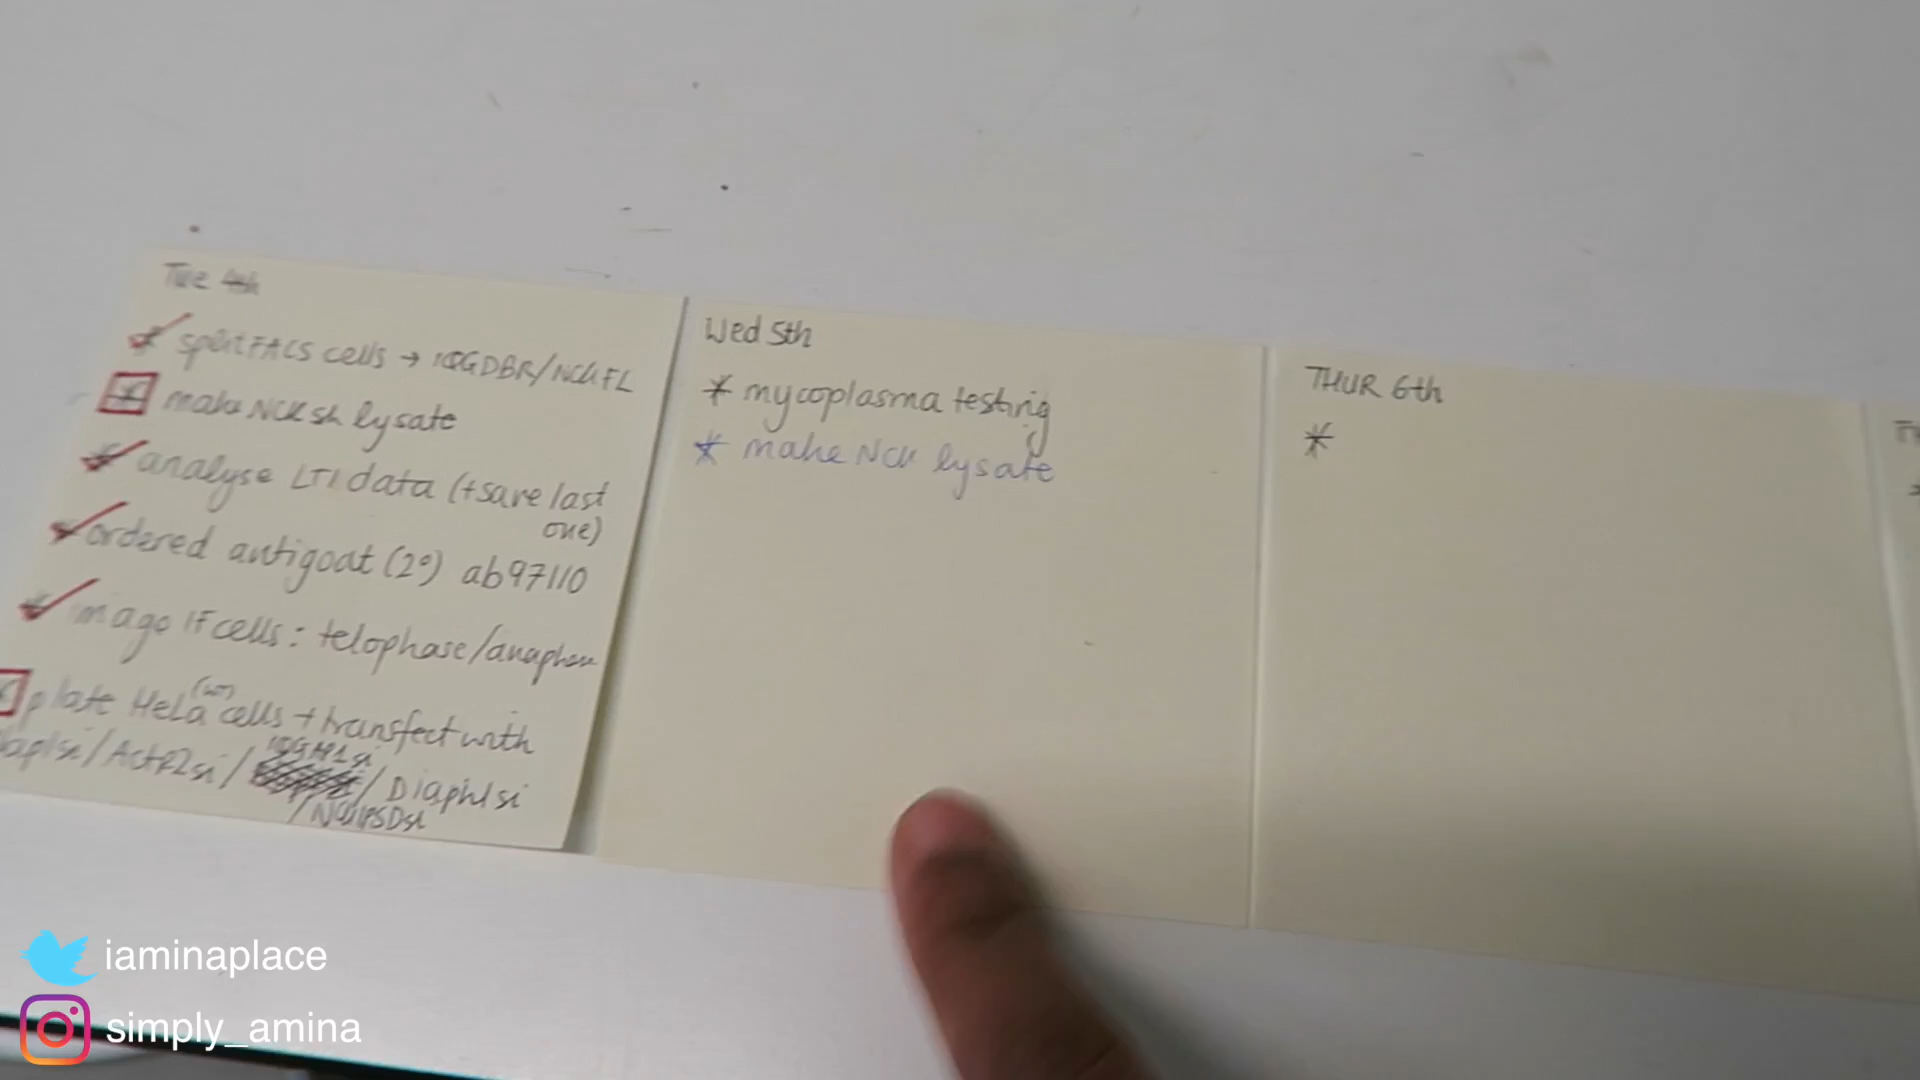 Tue 4th
* split FACS cells → IQGDBR/NCKFL
* make NCK sh lysate
* analyse LTI data (+save last
one)
* ordered antigoat (2°) ab97110
* image IF cells: telophase/anaphase
plate HeLa cells + transfect with
/ActR2si/ / Diaph1si
Wed 5th
* mycoplasma testing
* make NCK lysate
THUR 6th
*
iaminaplace
simply_amina